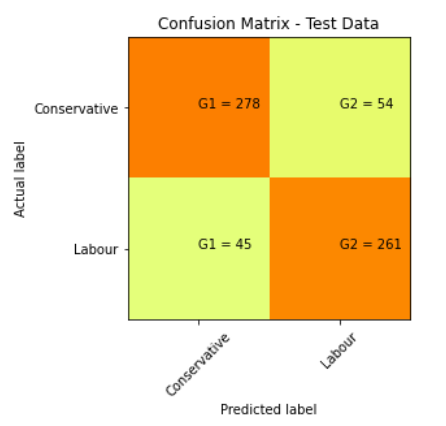 Confusion Matrix - Test Data
Conservative
G1 = 278
G2 = 54
Actual label
Labour
G1 = 45
G2 = 261
Conservative
Labour
Predicted label